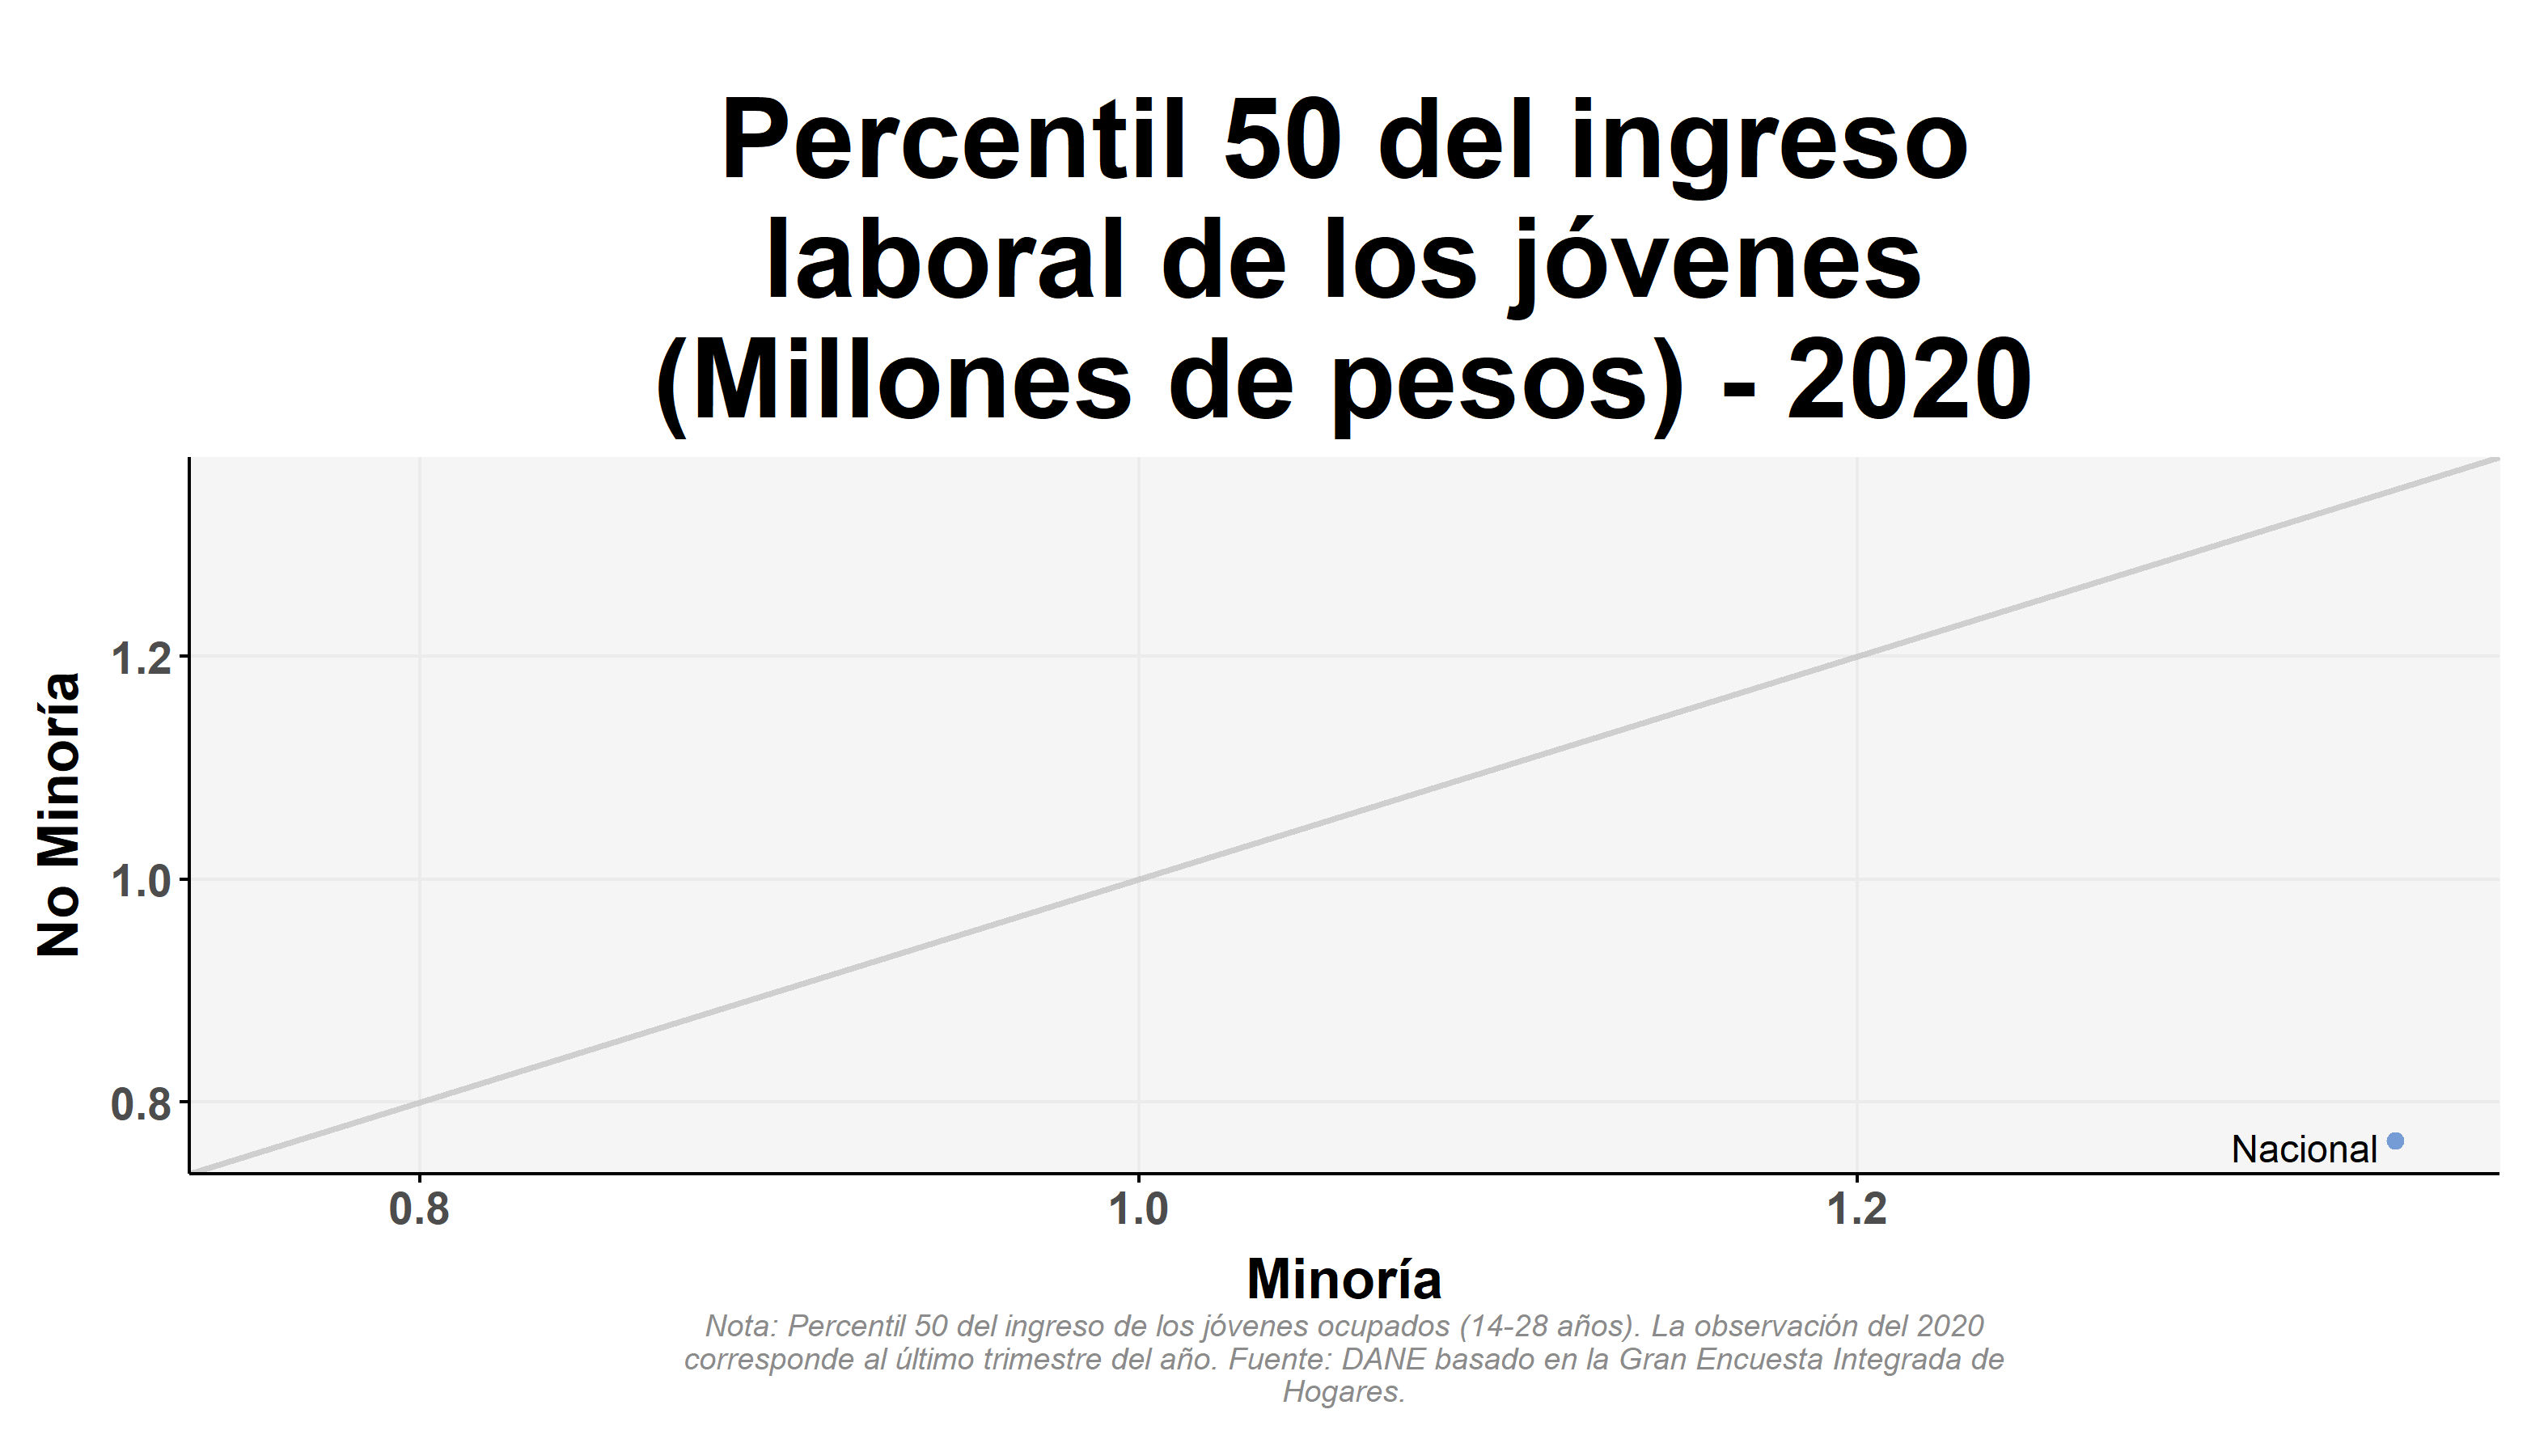 Percentil 50 del ingreso
laboral de los jóvenes
(Millones de pesos) - 2020
No Minoría
1.2
1.0
0.8
Nacional
0.8
1.0
1.2
Minoría
Nota: Percentil 50 del ingreso de los jóvenes ocupados (14-28 años). La observación del 2020
corresponde al último trimestre del año. Fuente: DANE basado en la Gran Encuesta Integrada de
Hogares.